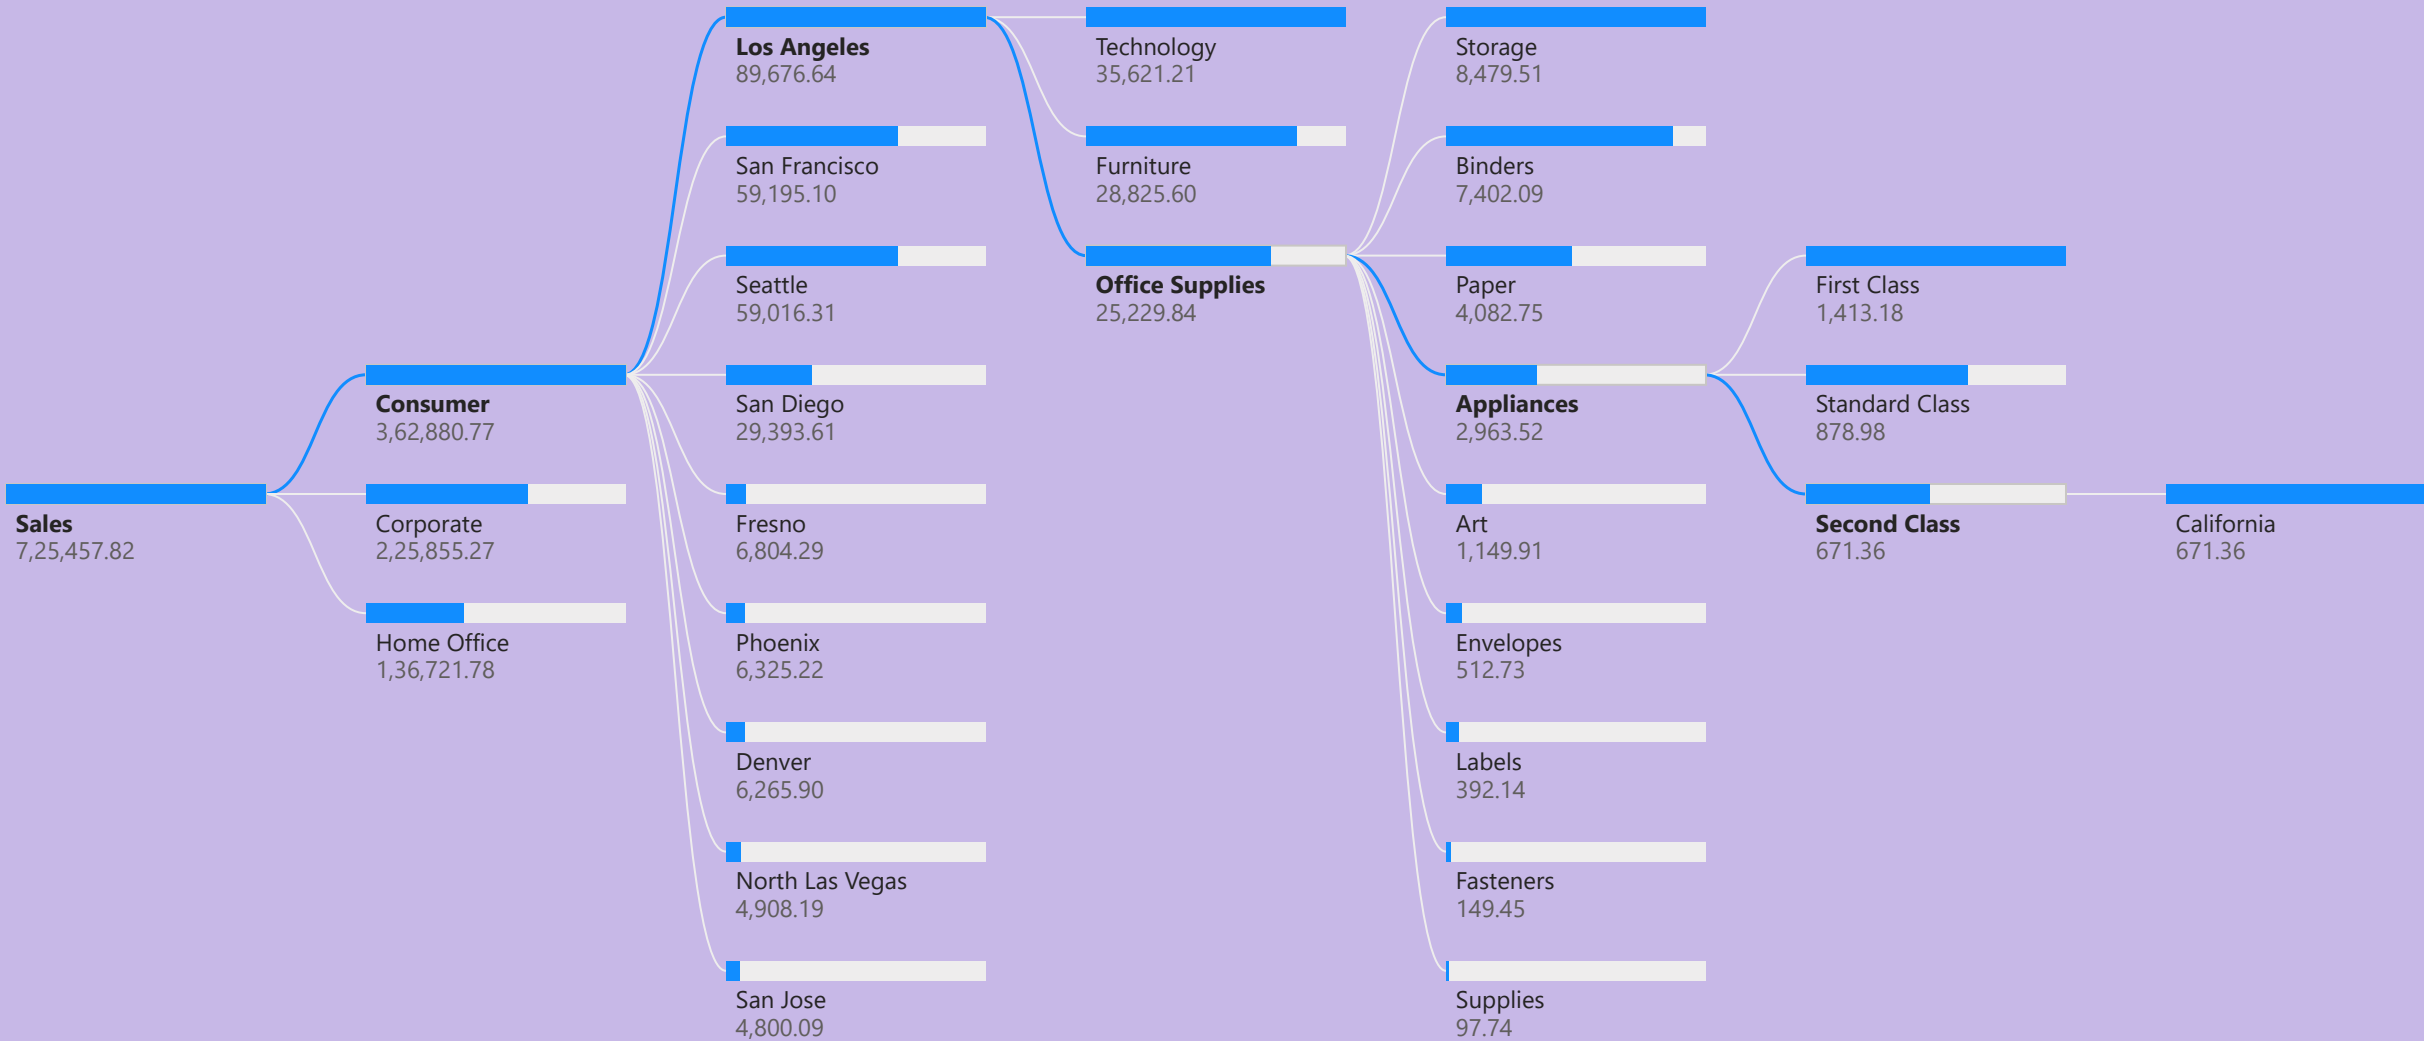 Sales
7,25,457.82
Consumer
3,62,880.77
Corporate
2,25,855.27
Home Office
1,36,721.78
Los Angeles
89,676.64
San Francisco
59,195.10
Seattle
59,016.31
San Diego
29,393.61
Fresno
6,804.29
Phoenix
6,325.22
Denver
6,265.90
North Las Vegas
4,908.19
San Jose
4,800.09
Technology
35,621.21
Furniture
28,825.60
Office Supplies
25,229.84
Storage
8,479.51
Binders
7,402.09
Paper
4,082.75
Appliances
2,963.52
Art
1,149.91
Envelopes
512.73
Labels
392.14
Fasteners
149.45
Supplies
97.74
First Class
1,413.18
Standard Class
878.98
Second Class
671.36
California
671.36